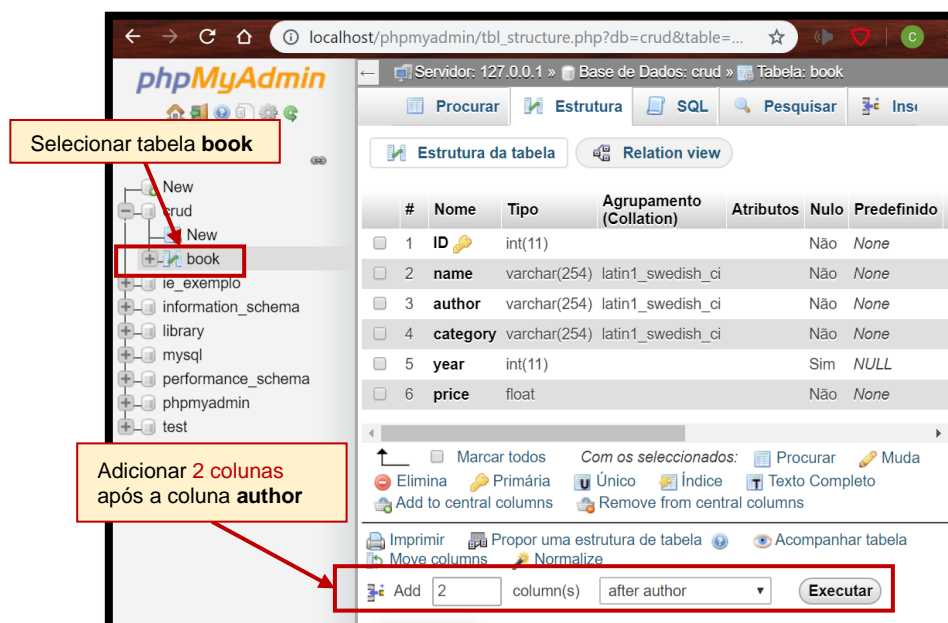 localhost/phpmyadmin/tbl_structure.php?db=crud&table=...
C
phpMyAdmin
Servidor: 127.0.0.1 » Base de Dados: crud » Tabela: book
Procurar Estrutura SQL Pesquisar Inse
Selecionar tabela book
Estrutura da tabela Relation view
New
crud
New
book
ie_exemplo
information_schema
library
mysql
performance_schema
phpmyadmin
test
# Nome Tipo Agrupamento (Collation) Atributos Nulo Predefinido
1 ID int(11) Não None
2 name varchar(254) latin1_swedish_ci Não None
3 author varchar(254) latin1_swedish_ci Não None
4 category varchar(254) latin1_swedish_ci Não None
5 year int(11) Sim NULL
6 price float Não None
Marcar todos Com os seleccionados: Procurar Muda
Elimina Primária Único Índice Texto Completo
Add to central columns Remove from central columns
Adicionar 2 colunas
após a coluna author
Imprimir Propor uma estrutura de tabela Acompanhar tabela
Move columns Normalize
Add 2 column(s) after author Executar